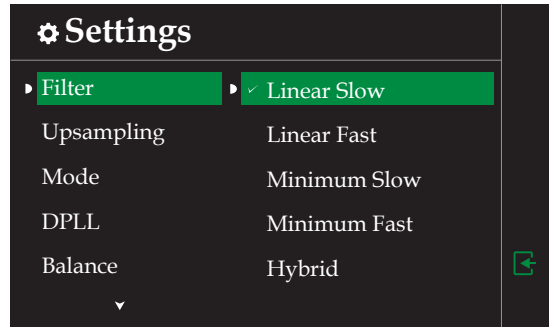 Settings
Filter
Linear Slow
Upsampling
Linear Fast
Mode
Minimum Slow
DPLL
Minimum Fast
Balance
Hybrid